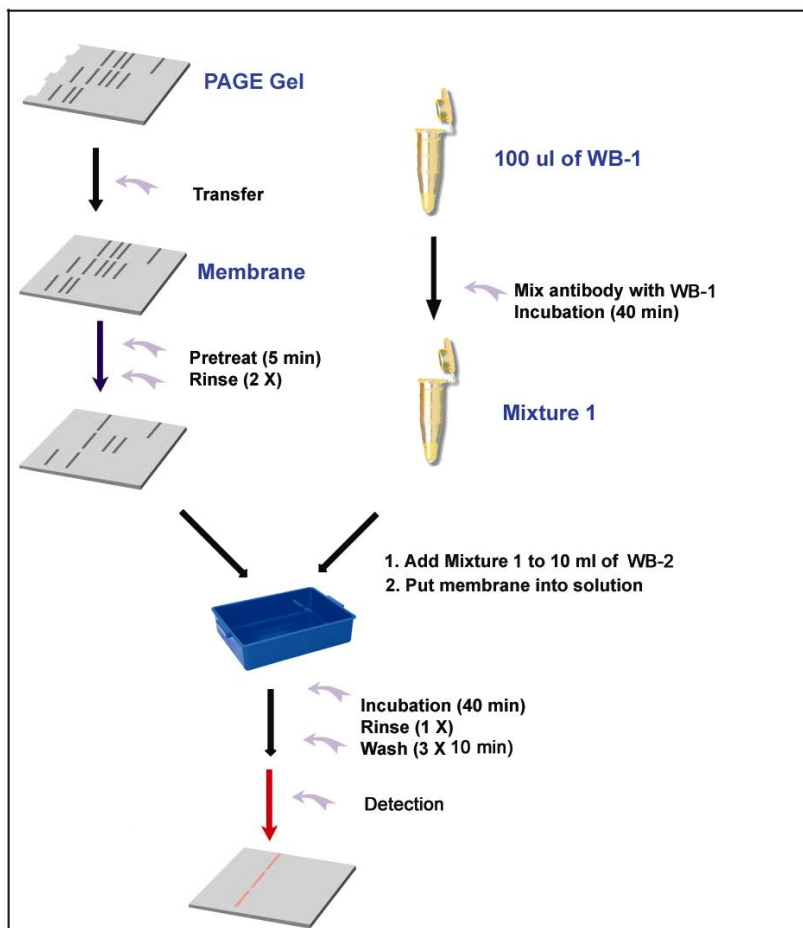 PAGE Gel
100 ul of WB-1
Transfer
Membrane
Mix antibody with WB-1
Incubation (40 min)
Pretreat (5 min)
Rinse (2 X)
Mixture 1
1. Add Mixture 1 to 10 ml of WB-2
2. Put membrane into solution
Incubation (40 min)
Rinse (1 X)
Wash (3 X 10 min)
Detection